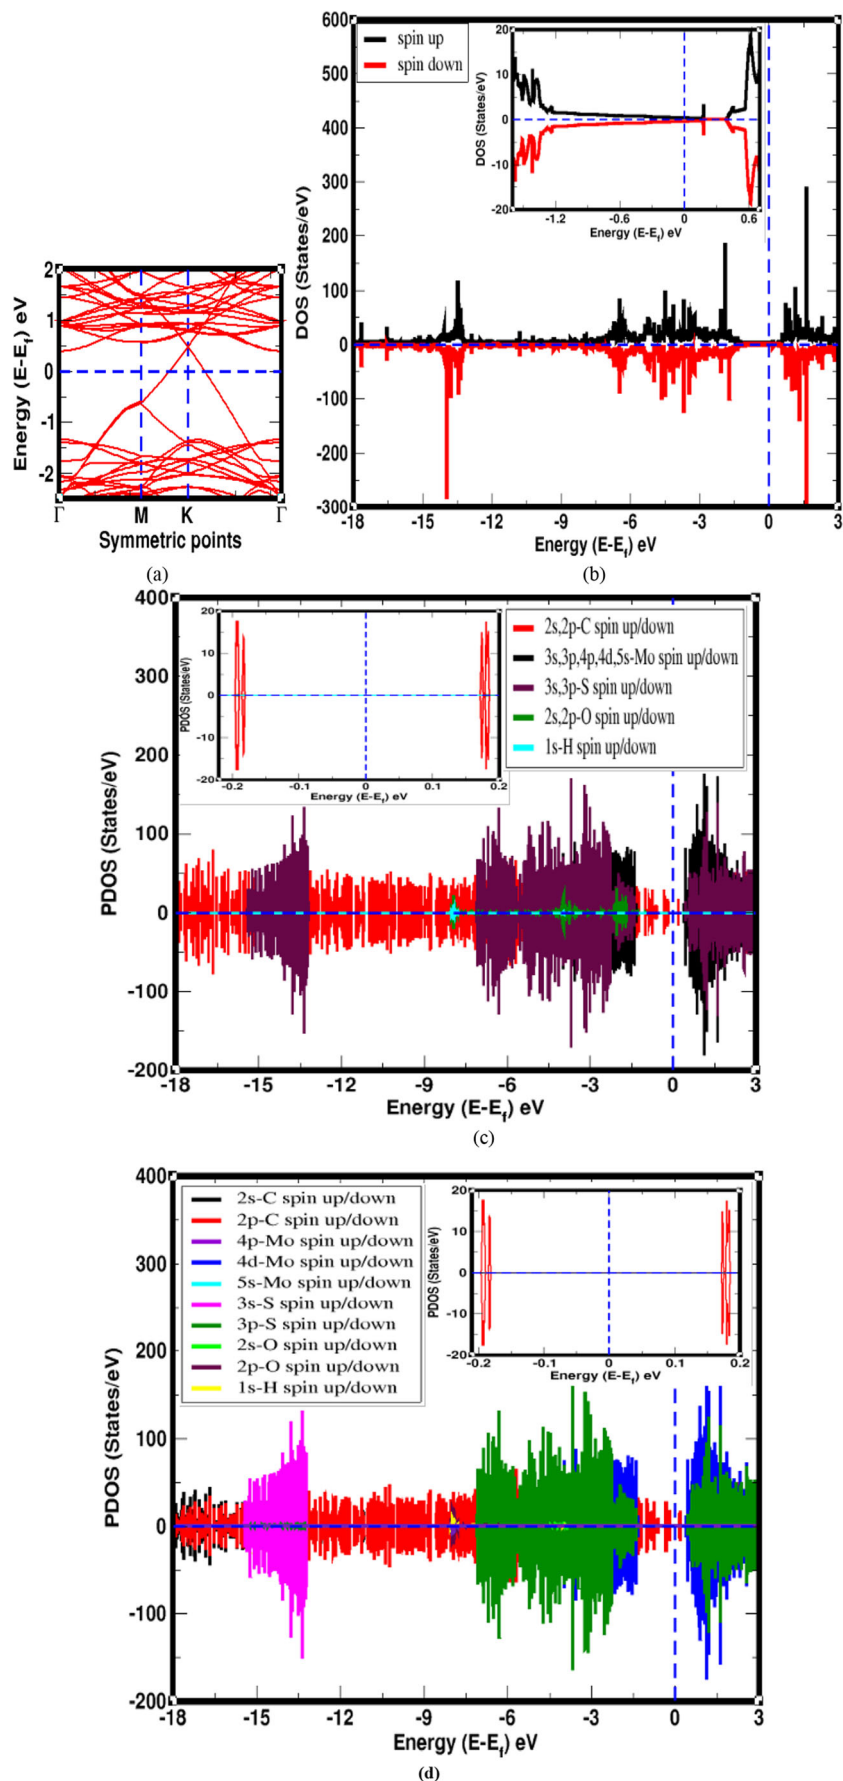 spin up
spin down
600
500
400
300
200
100
0
-100
-200
-300
DOS (States/eV)
-18 -15 -12 -9 -6 -3 0 3
Energy (E-Ef) eV
20
10
0
-10
-20
DOS (States/eV)
-1.2 -0.6 0 0.6
Energy (E-Ef) eV
2
1
0
-1
-2
Energy (E-Ef) eV
Γ M K Γ
Symmetric points
(a)
(b)
400
300
200
100
0
-100
-200
PDOS (States/eV)
20
10
0
-10
-20
PDOS (States/eV)
-0.2 -0.1 0 0.1 0.2
Energy (E-Ef) eV
2s,2p-C spin up/down
3s,3p,4p,4d,5s-Mo spin up/down
3s,3p-S spin up/down
2s,2p-O spin up/down
1s-H spin up/down
-18 -15 -12 -9 -6 -3 0 3
Energy (E-Ef) eV
(c)
400
300
200
100
0
-100
-200
PDOS (States/eV)
2s-C spin up/down
2p-C spin up/down
4p-Mo spin up/down
4d-Mo spin up/down
5s-Mo spin up/down
3s-S spin up/down
3p-S spin up/down
2s-O spin up/down
2p-O spin up/down
1s-H spin up/down
20
10
0
-10
-20
PDOS (States/eV)
-0.2 -0.1 0 0.1 0.2
Energy (E-Ef) eV
-18 -15 -12 -9 -6 -3 0 3
Energy (E-Ef) eV
(d)